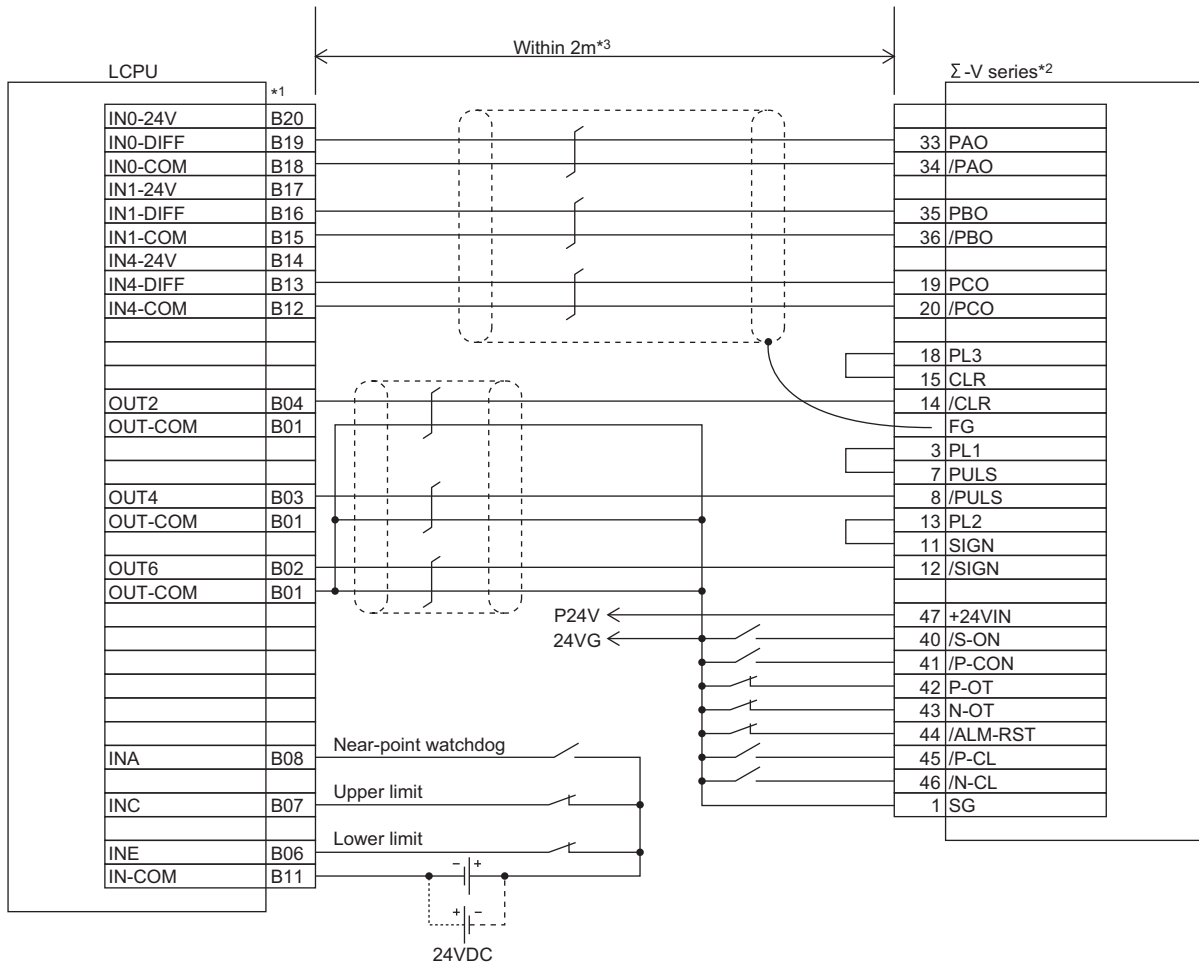 Within 2m*3
LCPU
Σ-V series*2
*1
IN0-24V B20
IN0-DIFF B19 33 PAO
IN0-COM B18 34 /PAO
IN1-24V B17
IN1-DIFF B16 35 PBO
IN1-COM B15 36 /PBO
IN4-24V B14
IN4-DIFF B13 19 PCO
IN4-COM B12 20 /PCO
18 PL3
15 CLR
OUT2 B04 14 /CLR
OUT-COM B01 FG
3 PL1
7 PULS
OUT4 B03 8 /PULS
OUT-COM B01 13 PL2
11 SIGN
OUT6 B02 12 /SIGN
OUT-COM B01
P24V 47 +24VIN
24VG 40 /S-ON
41 /P-CON
42 P-OT
43 N-OT
44 /ALM-RST
INA B08 Near-point watchdog 45 /P-CL
46 /N-CL
INC B07 Upper limit 1 SG
INE B06 Lower limit
IN-COM B11 - +
+ -
24VDC